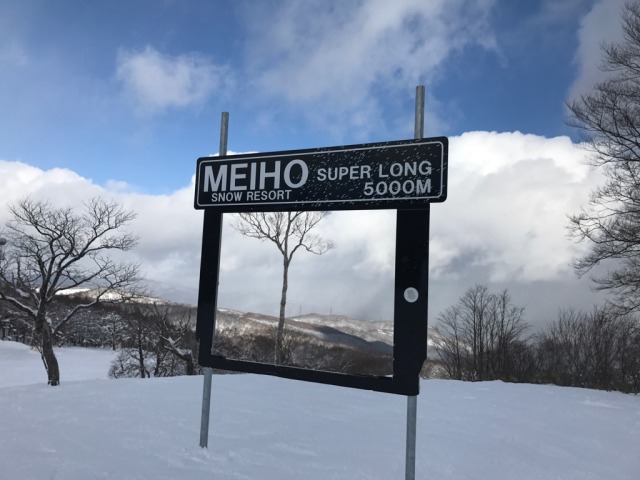 MEIHO SUPER LONG
SNOW RESORT 5000M